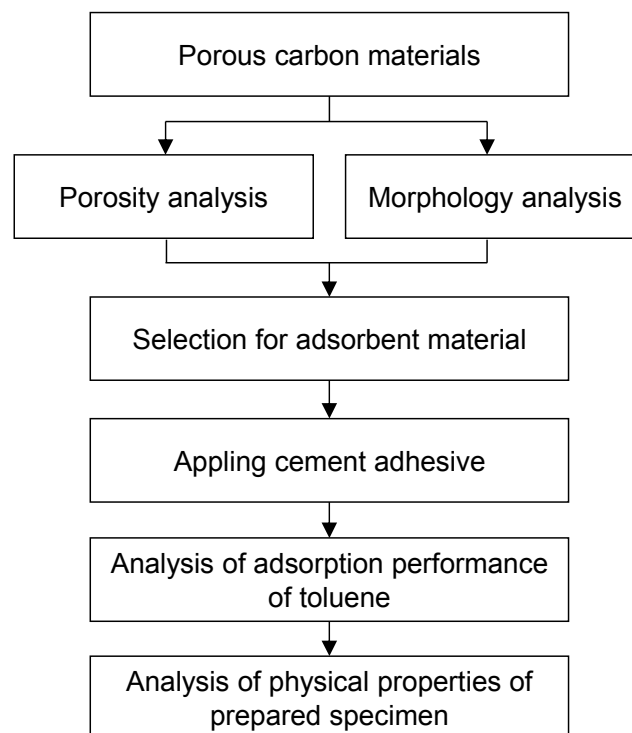 Porous carbon materials
Porosity analysis
Morphology analysis
Selection for adsorbent material
Appling cement adhesive
Analysis of adsorption performance
of toluene
Analysis of physical properties of
prepared specimen